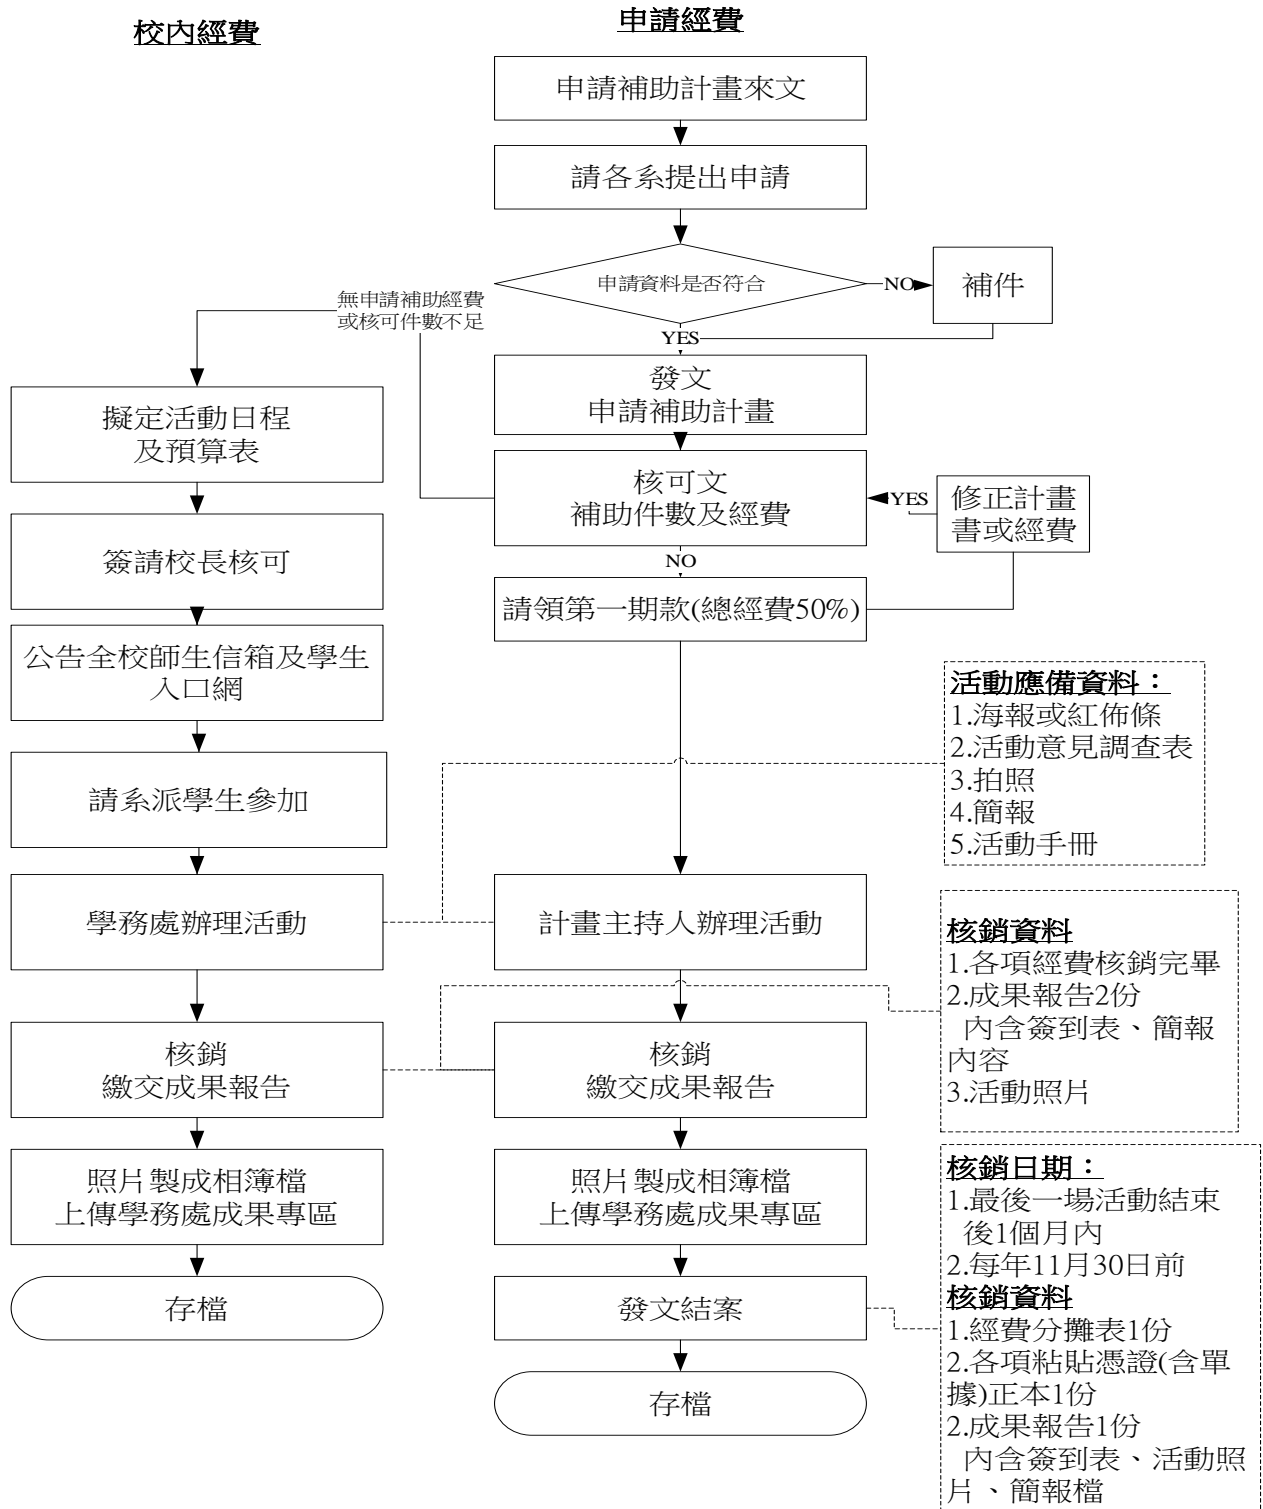 校內經費
申請經費
申請補助計畫來文
請各系提出申請
申請資料是否符合
NO
補件
YES
無申請補助經費
或核可件數不足
發文
申請補助計畫
擬定活動日程
及預算表
核可文
補助件數及經費
YES
修正計畫
書或經費
NO
簽請校長核可
請領第一期款(總經費50%)
公告全校師生信箱及學生
入口網
活動應備資料：
1.海報或紅佈條
2.活動意見調查表
3.拍照
4.簡報
5.活動手冊
請系派學生參加
學務處辦理活動
計畫主持人辦理活動
核銷資料
1.各項經費核銷完畢
2.成果報告2份
內含簽到表、簡報
內容
3.活動照片
核銷
繳交成果報告
核銷
繳交成果報告
照片製成相簿檔
上傳學務處成果專區
照片製成相簿檔
上傳學務處成果專區
核銷日期：
1.最後一場活動結束
後1個月內
2.每年11月30日前
核銷資料
1.經費分攤表1份
2.各項粘貼憑證(含單
據)正本1份
2.成果報告1份
內含簽到表、活動照
片、簡報檔
存檔
發文結案
存檔